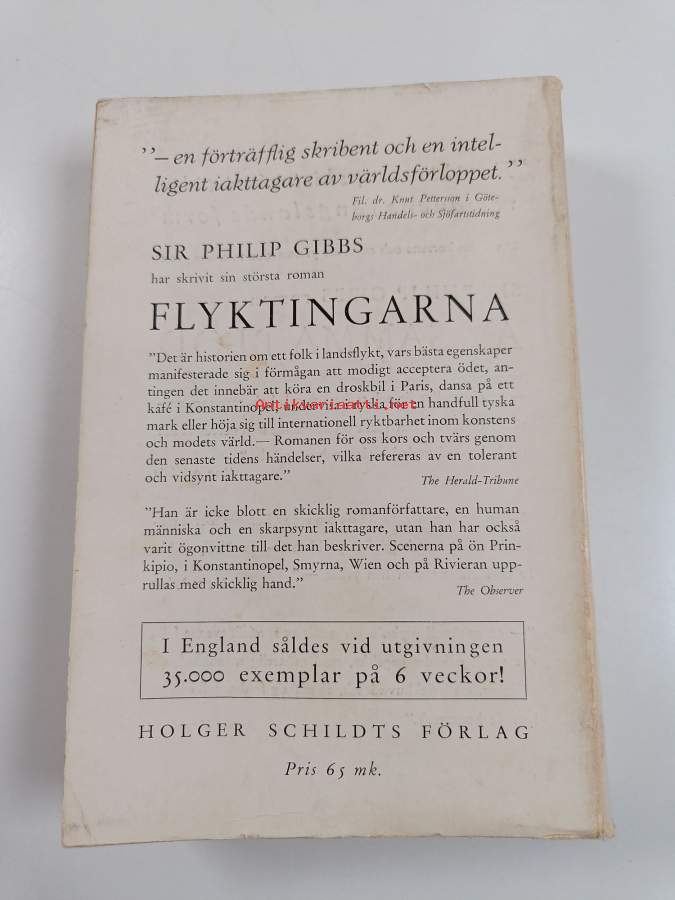 ”– en förträfflig skribent och en intel-
ligent iakttagare av världsförloppet.”
Fil. dr. Knut Pettersson i Göte-
borgs Handels- och Sjöfartstidning
SIR PHILIP GIBBS
har skrivit sin största roman
FLYKTINGARNA
”Det är historien om ett folk i landsflykt, vars bästa egenskaper
manifesterade sig i förmågan att modigt acceptera ödet, an-
tingen det innebär att köra en droskbil i Paris, dansa på ett
kafé i Konstantinopel, undervisa i ryska för en handfull tyska
Antikvariaatti.net
mark eller höja sig till internationell ryktbarhet inom konstens
och modets värld.— Romanen för oss kors och tvärs genom
den senaste tidens händelser, vilka refereras av en tolerant
och vidsynt iakttagare.”
The Herald-Tribune
”Han är icke blott en skicklig romanförfattare, en human
människa och en skarpsynt iakttagare, utan han har också
varit ögonvittne till det han beskriver. Scenerna på ön Prin-
kipio, i Konstantinopel, Smyrna, Wien och på Rivieran upp-
rullas med skicklig hand.”
The Observer
I England såldes vid utgivningen
35.000 exemplar på 6 veckor!
HOLGER SCHILDTS FÖRLAG
Pris 65 mk.